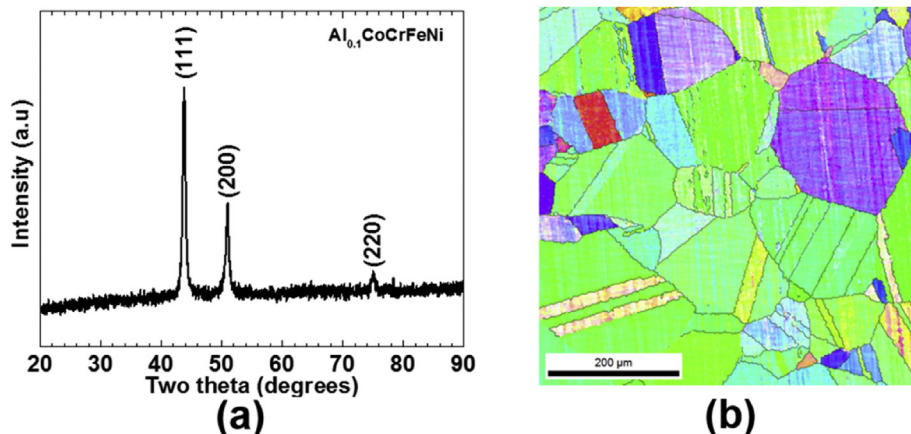 Al0.1CoCrFeNi
(111)
(200)
(220)
Intensity (a.u)
20 30 40 50 60 70 80 90
Two theta (degrees)
(a)
200 µm
(b)